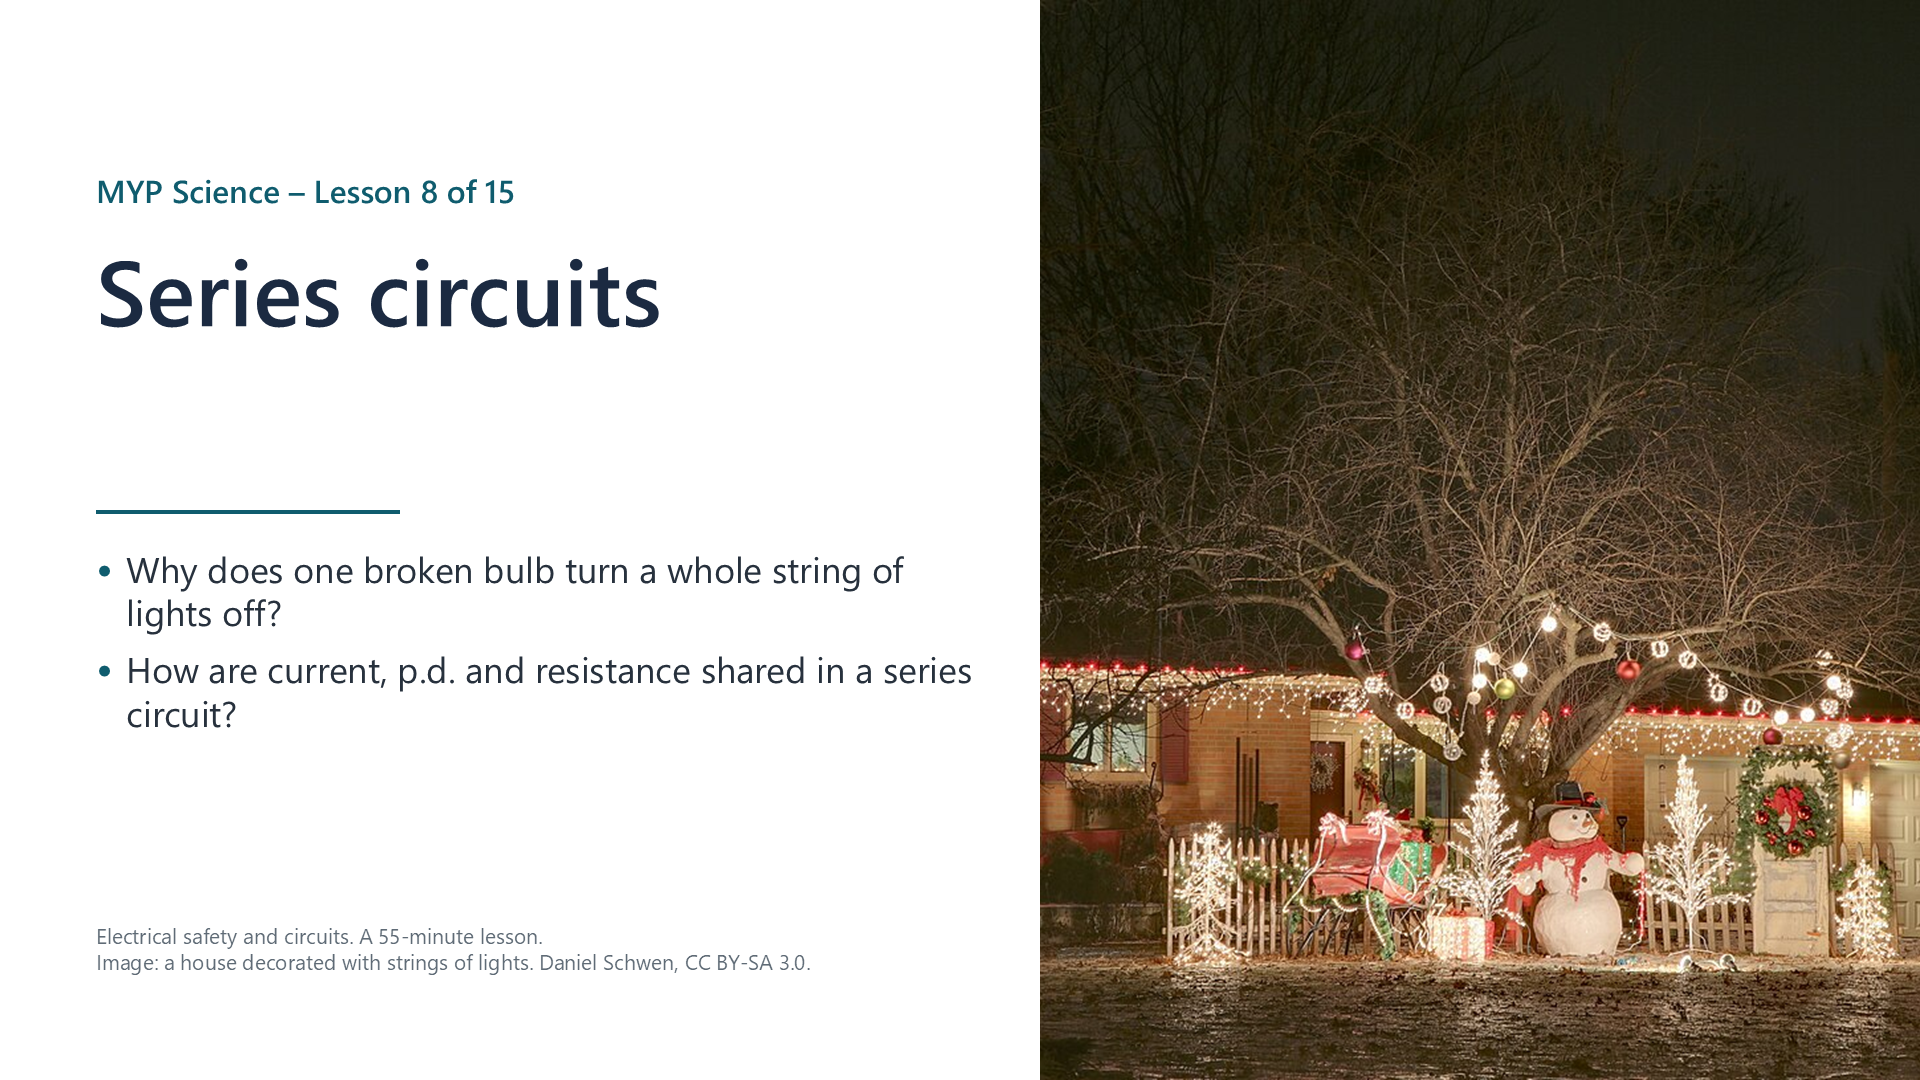 MYP Science – Lesson 8 of 15
Series circuits
• Why does one broken bulb turn a whole string of
lights off?
• How are current, p.d. and resistance shared in a series
circuit?
Electrical safety and circuits. A 55-minute lesson.
Image: a house decorated with strings of lights. Daniel Schwen, CC BY-SA 3.0.